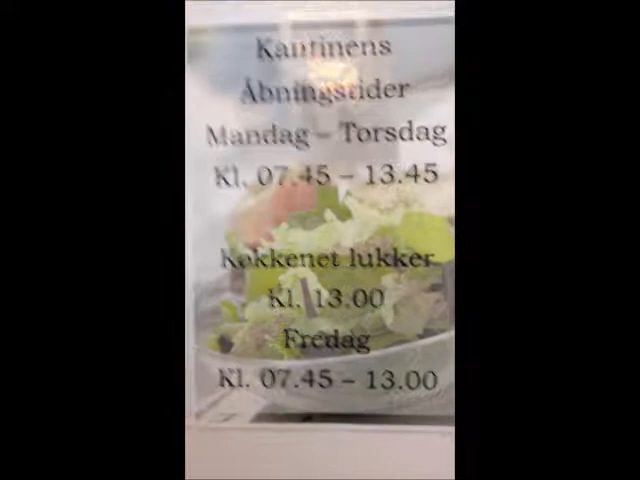 Kantinens
Åbningstider
Mandag – Torsdag
Kl. 07.45 – 13.45
Køkkenet lukker
Kl. 13.00
Fredag
Kl. 07.45 – 13.00